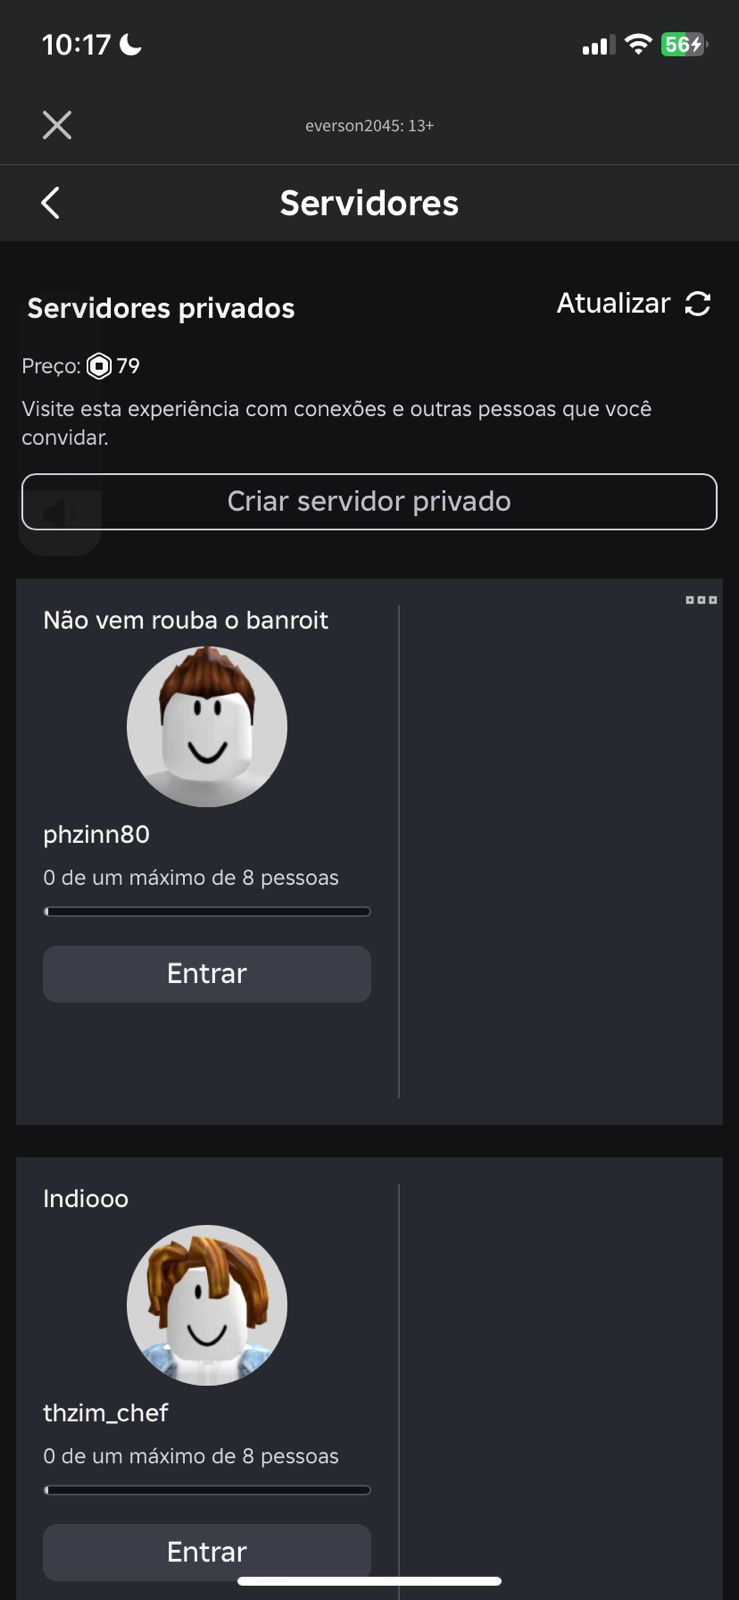 10:17
56
everson2045: 13+
Servidores
Servidores privados
Atualizar
Preço: 79
Visite esta experiência com conexões e outras pessoas que você
convidar.
Criar servidor privado
Não vem rouba o banroit
phzinn80
0 de um máximo de 8 pessoas
Entrar
Indiooo
thzim_chef
0 de um máximo de 8 pessoas
Entrar